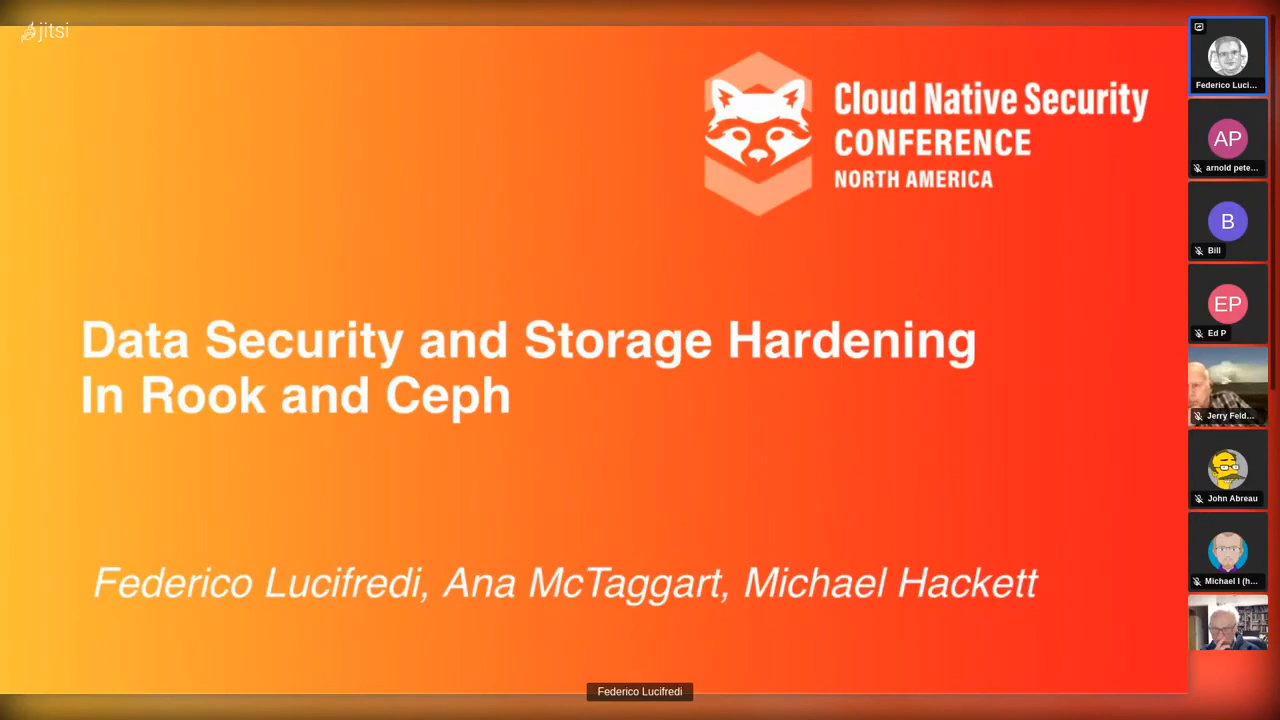 jitsi
Cloud Native Security
CONFERENCE
NORTH AMERICA
Data Security and Storage Hardening
In Rook and Ceph
Federico Lucifredi, Ana McTaggart, Michael Hackett
Federico Lucifredi
Federico Luci...
AP
arnold pete...
B
Bill
EP
Ed P
Jerry Feld...
John Abreau
Michael I (h...